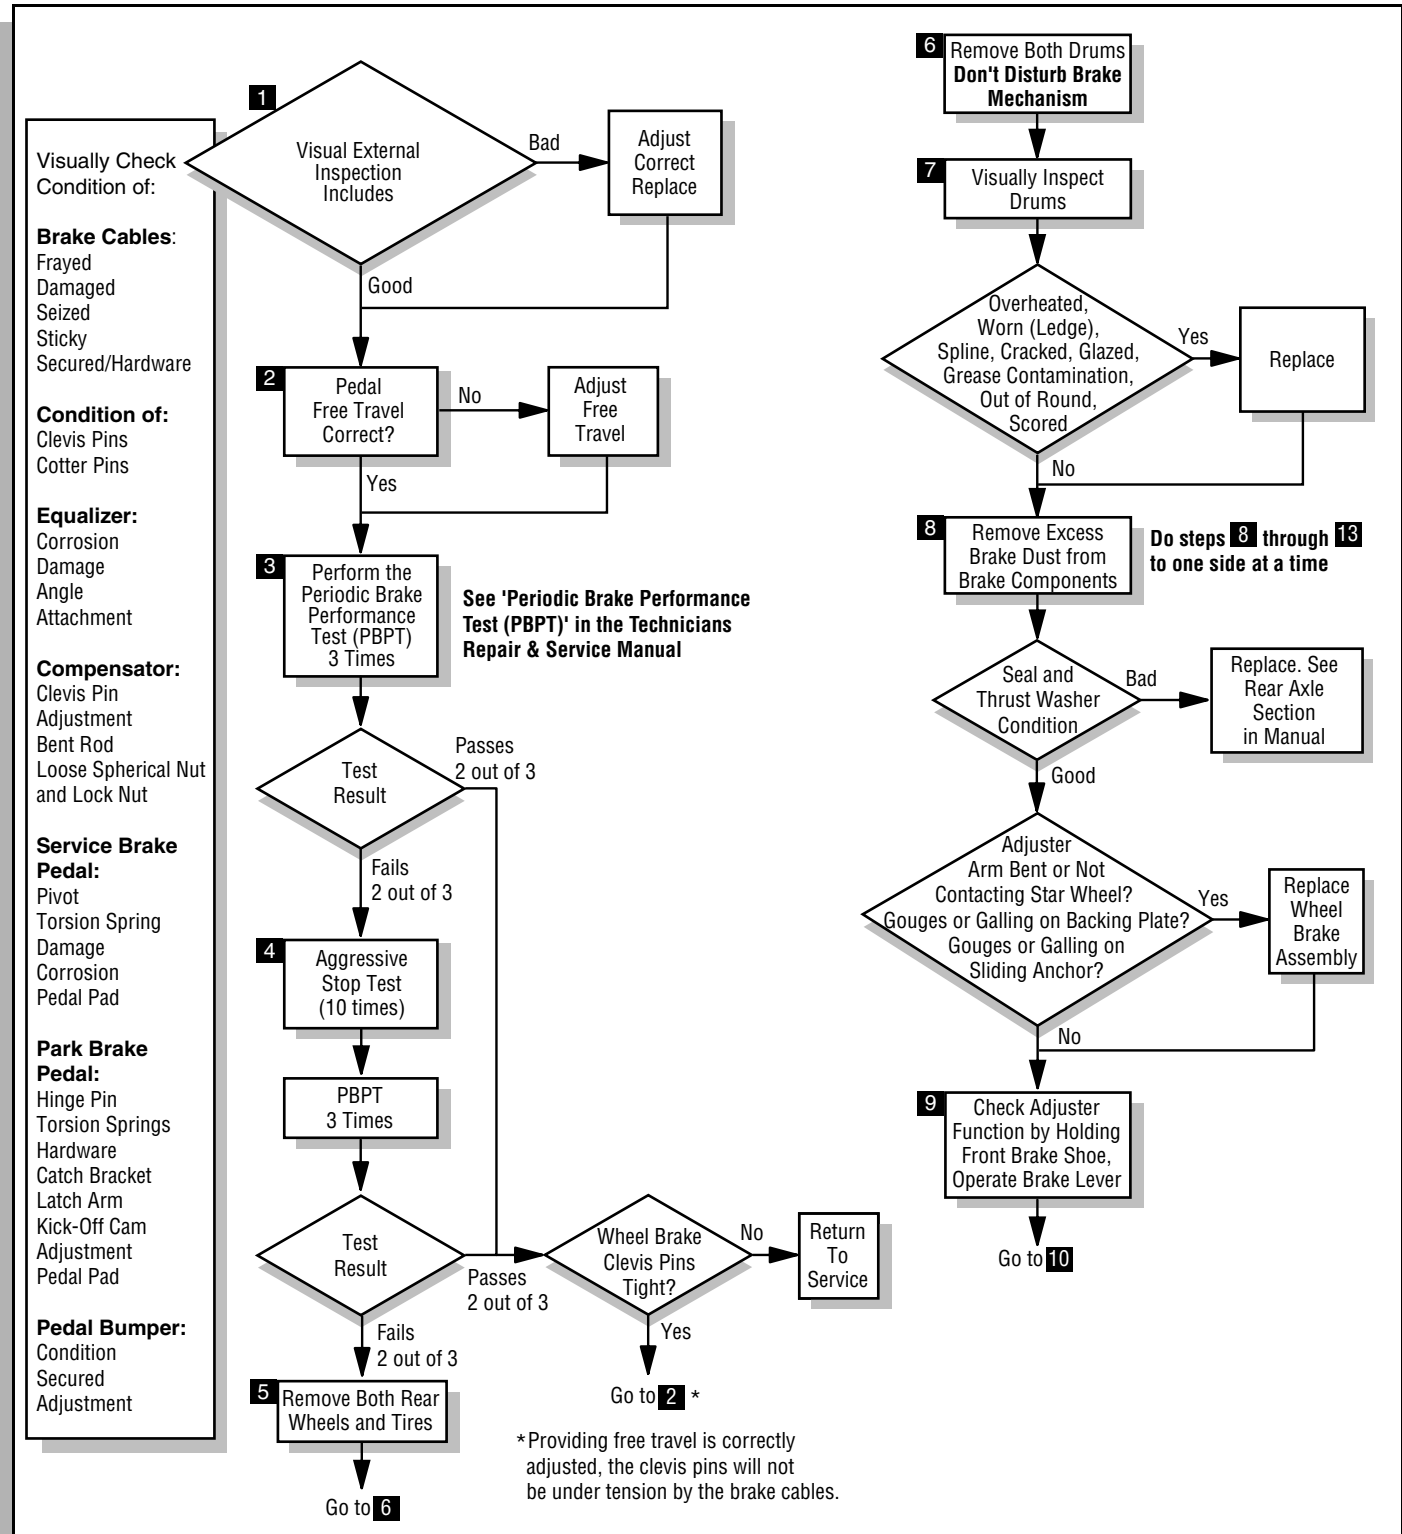 Visually Check
Condition of:
Brake Cables:
Frayed
Damaged
Seized
Sticky
Secured/Hardware
Condition of:
Clevis Pins
Cotter Pins
Equalizer:
Corrosion
Damage
Angle
Attachment
Compensator:
Clevis Pin
Adjustment
Bent Rod
Loose Spherical Nut
and Lock Nut
Service Brake
Pedal:
Pivot
Torsion Spring
Damage
Corrosion
Pedal Pad
Park Brake
Pedal:
Hinge Pin
Torsion Springs
Hardware
Catch Bracket
Latch Arm
Kick-Off Cam
Adjustment
Pedal Pad
Pedal Bumper:
Condition
Secured
Adjustment
1
Visual External
Inspection
Includes
Bad
Adjust
Correct
Replace
Good
2
Pedal
Free Travel
Correct?
No
Adjust
Free
Travel
Yes
3
Perform the
Periodic Brake
Performance
Test (PBPT)
3 Times
See 'Periodic Brake Performance
Test (PBPT)' in the Technicians
Repair & Service Manual
Test
Result
Passes
2 out of 3
Fails
2 out of 3
4
Aggressive
Stop Test
(10 times)
PBPT
3 Times
Test
Result
Passes
2 out of 3
Wheel Brake
Clevis Pins
Tight?
No
Return
To
Service
Yes
Go to 2 *
*Providing free travel is correctly
adjusted, the clevis pins will not
be under tension by the brake cables.
Fails
2 out of 3
5
Remove Both Rear
Wheels and Tires
Go to 6
6
Remove Both Drums
Don't Disturb Brake
Mechanism
7
Visually Inspect
Drums
Overheated,
Worn (Ledge),
Spline, Cracked, Glazed,
Grease Contamination,
Out of Round,
Scored
Yes
Replace
No
8
Remove Excess
Brake Dust from
Brake Components
Do steps 8 through 13
to one side at a time
Seal and
Thrust Washer
Condition
Bad
Replace. See
Rear Axle
Section
in Manual
Good
Adjuster
Arm Bent or Not
Contacting Star Wheel?
Gouges or Galling on Backing Plate?
Gouges or Galling on
Sliding Anchor?
Yes
Replace
Wheel
Brake
Assembly
No
9
Check Adjuster
Function by Holding
Front Brake Shoe,
Operate Brake Lever
Go to 10